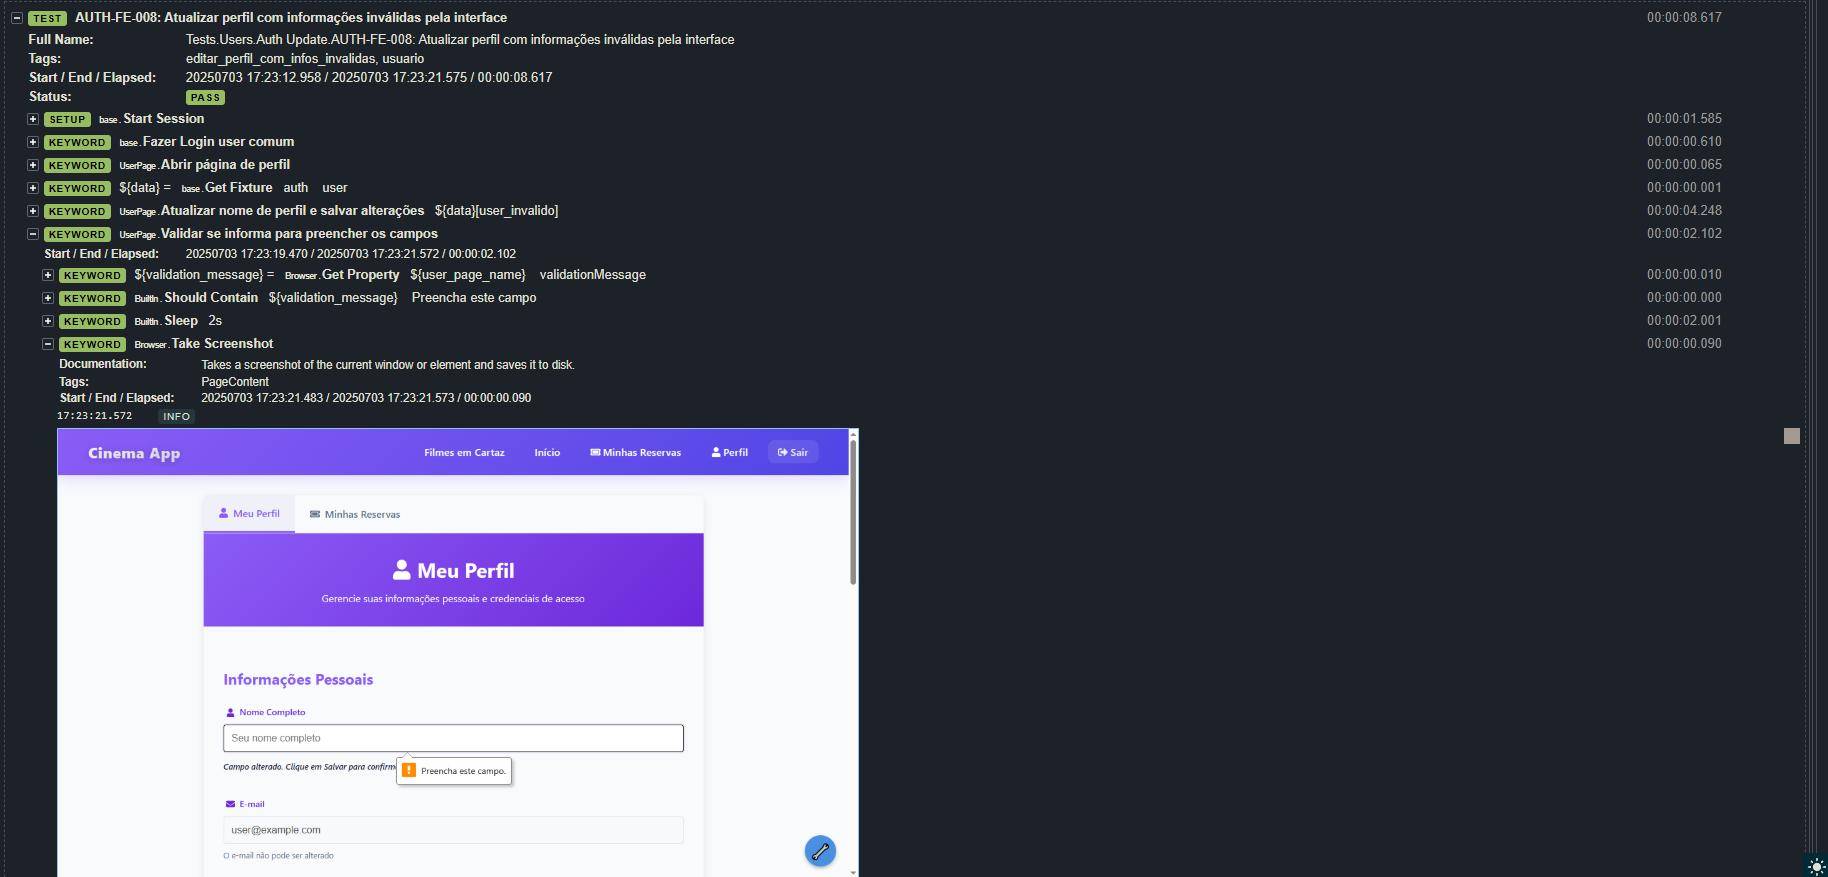 TEST AUTH-FE-008: Atualizar perfil com informações inválidas pela interface 00:00:08.617
Full Name: Tests.Users.Auth Update.AUTH-FE-008: Atualizar perfil com informações inválidas pela interface
Tags: editar_perfil_com_infos_invalidas, usuario
Start / End / Elapsed: 20250703 17:23:12.958 / 20250703 17:23:21.575 / 00:00:08.617
Status: PASS
SETUP base.Start Session 00:00:01.585
KEYWORD base.Fazer Login user comum 00:00:00.610
KEYWORD UserPage.Abrir página de perfil 00:00:00.065
KEYWORD ${data} = base.Get Fixture auth user 00:00:00.001
KEYWORD UserPage.Atualizar nome de perfil e salvar alterações ${data}[user_invalido] 00:00:04.248
KEYWORD UserPage.Validar se informa para preencher os campos 00:00:02.102
Start / End / Elapsed: 20250703 17:23:19.470 / 20250703 17:23:21.572 / 00:00:02.102
KEYWORD ${validation_message} = Browser.Get Property ${user_page_name} validationMessage 00:00:00.010
KEYWORD BuiltIn.Should Contain ${validation_message} Preencha este campo 00:00:00.000
KEYWORD BuiltIn.Sleep 2s 00:00:02.001
KEYWORD Browser.Take Screenshot 00:00:00.090
Documentation: Takes a screenshot of the current window or element and saves it to disk.
Tags: PageContent
Start / End / Elapsed: 20250703 17:23:21.483 / 20250703 17:23:21.573 / 00:00:00.090
17:23:21.572 INFO
Cinema App Filmes em Cartaz Início Minhas Reservas Perfil Sair
Meu Perfil Minhas Reservas
Meu Perfil
Gerencie suas informações pessoais e credenciais de acesso
Informações Pessoais
Nome Completo
Seu nome completo
Campo alterado. Clique em Salvar para confirm
Preencha este campo.
E-mail
user@example.com
O e-mail não pode ser alterado